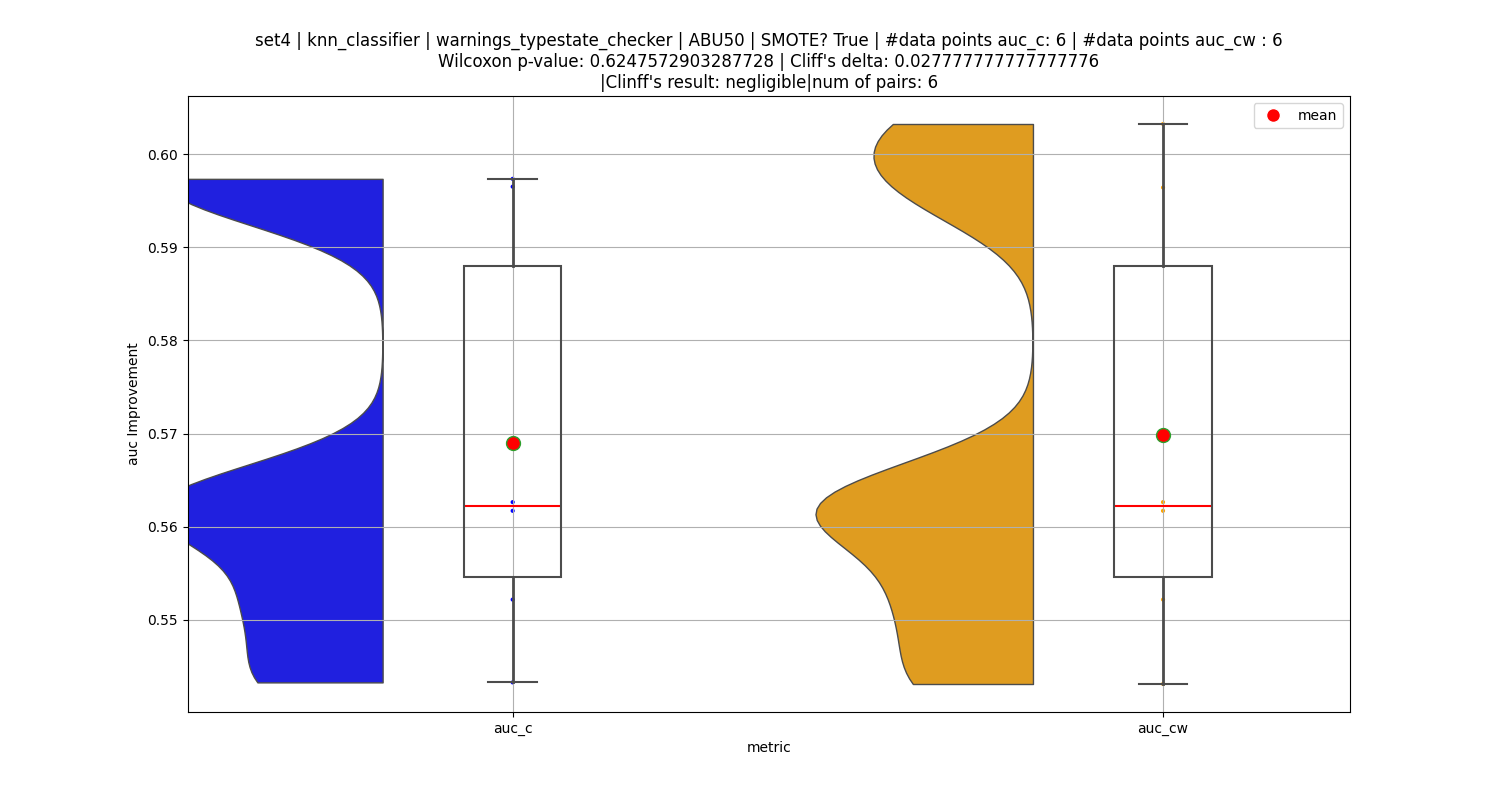 set4 | knn_classifier | warnings_typestate_checker | ABU50 | SMOTE? True | #data points auc_c: 6 | #data points auc_cw : 6
Wilcoxon p-value: 0.6247572903287728 | Cliff's delta: 0.027777777777777776
|Clinff's result: negligible|num of pairs: 6
mean
0.60
0.59
0.58
0.57
0.56
0.55
auc Improvement
auc_c
auc_cw
metric